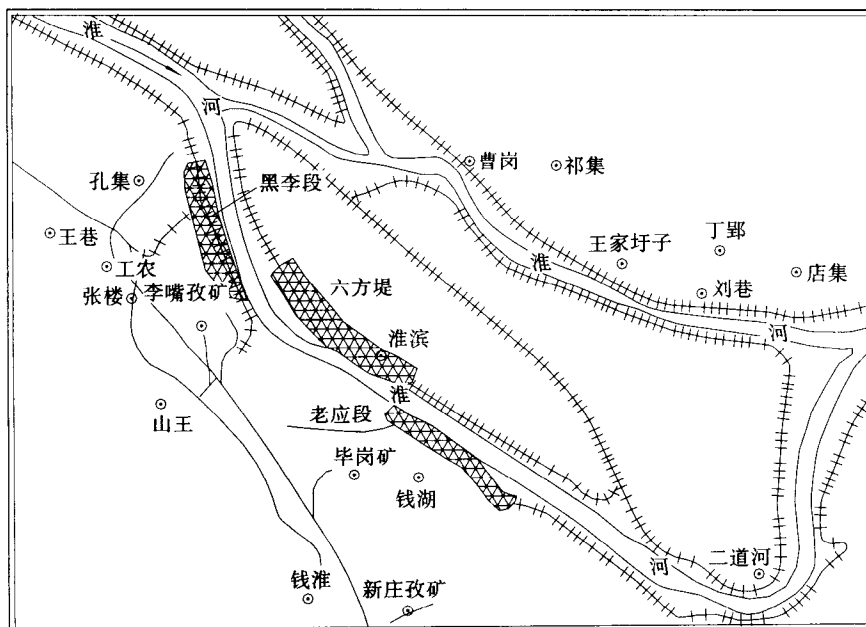 淮
河
曹岗
祁集
孔集
黑李段
王巷
工农
张楼
李嘴孜矿
六方堤
淮
王家圩子
丁郢
店集
刘巷
河
淮滨
淮
老应段
山王
毕岗矿
钱湖
河
二道河
钱淮
新庄孜矿